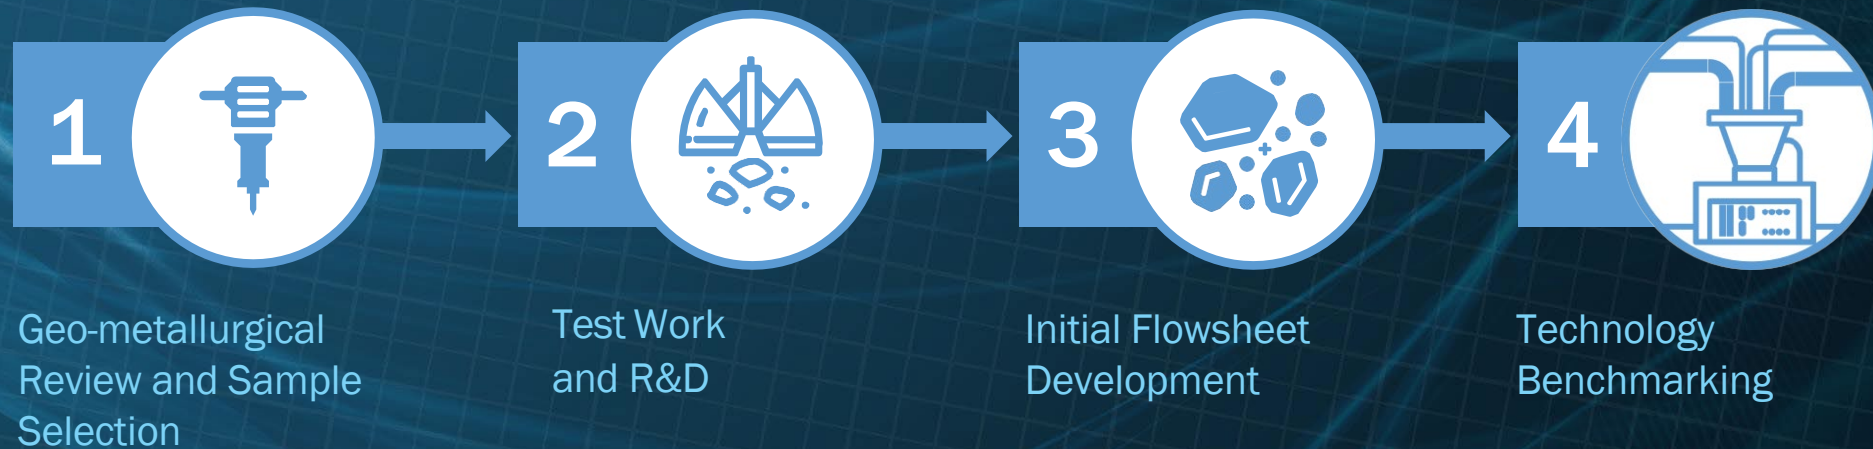 1
Geo-metallurgical
Review and Sample
Selection
2
Test Work
and R&D
3
Initial Flowsheet
Development
4
Technology
Benchmarking